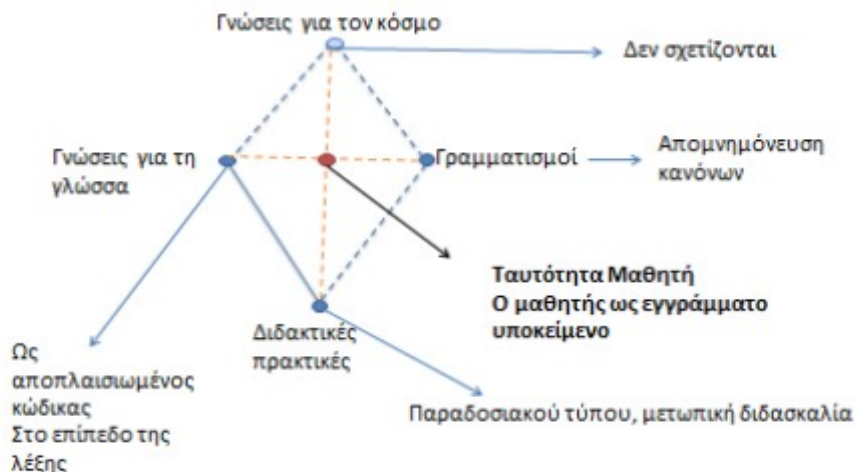 Γνώσεις για τον κόσμο
Δεν σχετίζονται
Γνώσεις για τη
γλώσσα
Γραμματισμοί
Απομνημόνευση
κανόνων
Ταυτότητα Μαθητή
Ο μαθητής ως εγγράμματο
υποκείμενο
Διδακτικές
πρακτικές
Ως
αποπλαισιωμένος
κώδικας
Στο επίπεδο της
λέξης
Παραδοσιακού τύπου, μετωπική διδασκαλία